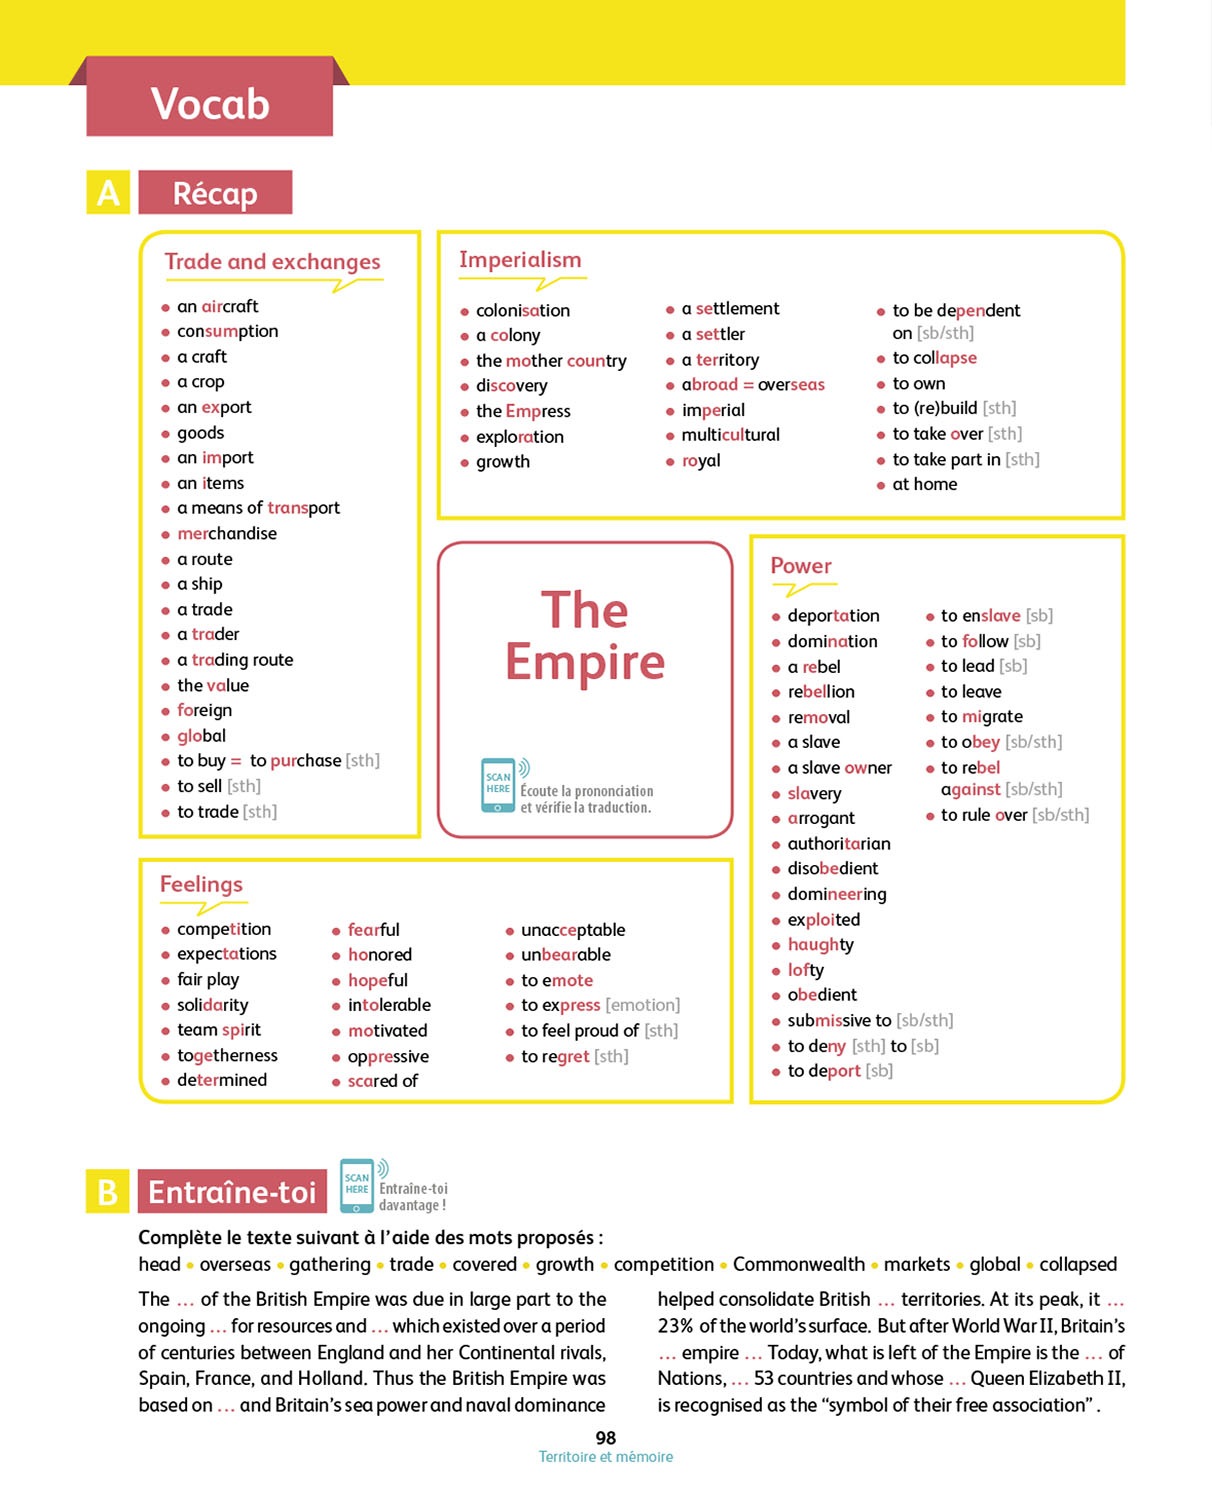 Vocab
A Récap
Trade and exchanges
an aircraft
consumption
a craft
a crop
an export
goods
an import
an items
a means of transport
merchandise
a route
a ship
a trade
a trader
a trading route
the value
foreign
global
to buy = to purchase [sth]
to sell [sth]
to trade [sth]
Imperialism
colonisation
a colony
the mother country
discovery
the Empress
exploration
growth
a settlement
a settler
a territory
abroad = overseas
imperial
multicultural
royal
to be dependent
on [sb/sth]
to collapse
to own
to (re)build [sth]
to take over [sth]
to take part in [sth]
at home
The
Empire
SCAN
HERE
Écoute la prononciation
et vérifie la traduction.
Power
deportation
domination
a rebel
rebellion
removal
a slave
a slave owner
slavery
arrogant
authoritarian
disobedient
domineering
exploited
haughty
lofty
obedient
submissive to [sb/sth]
to deny [sth] to [sb]
to deport [sb]
to enslave [sb]
to follow [sb]
to lead [sb]
to leave
to migrate
to obey [sb/sth]
to rebel
against [sb/sth]
to rule over [sb/sth]
Feelings
competition
expectations
fair play
solidarity
team spirit
togetherness
determined
fearful
honored
hopeful
intolerable
motivated
oppressive
scared of
unacceptable
unbearable
to emote
to express [emotion]
to feel proud of [sth]
to regret [sth]
B Entraîne-toi
SCAN
HERE
Entraîne-toi
davantage !
Complète le texte suivant à l'aide des mots proposés :
head • overseas • gathering • trade • covered • growth • competition • Commonwealth • markets • global • collapsed
The ... of the British Empire was due in large part to the
ongoing ... for resources and ... which existed over a period
of centuries between England and her Continental rivals,
Spain, France, and Holland. Thus the British Empire was
based on ... and Britain's sea power and naval dominance
helped consolidate British ... territories. At its peak, it ...
23% of the world's surface. But after World War II, Britain's
... empire ... Today, what is left of the Empire is the ... of
Nations, ... 53 countries and whose ... Queen Elizabeth II,
is recognised as the "symbol of their free association" .
98
Territoire et mémoire